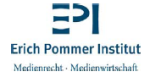 EPI
Erich Pommer Institut
Medienrecht · Medienwirtschaft